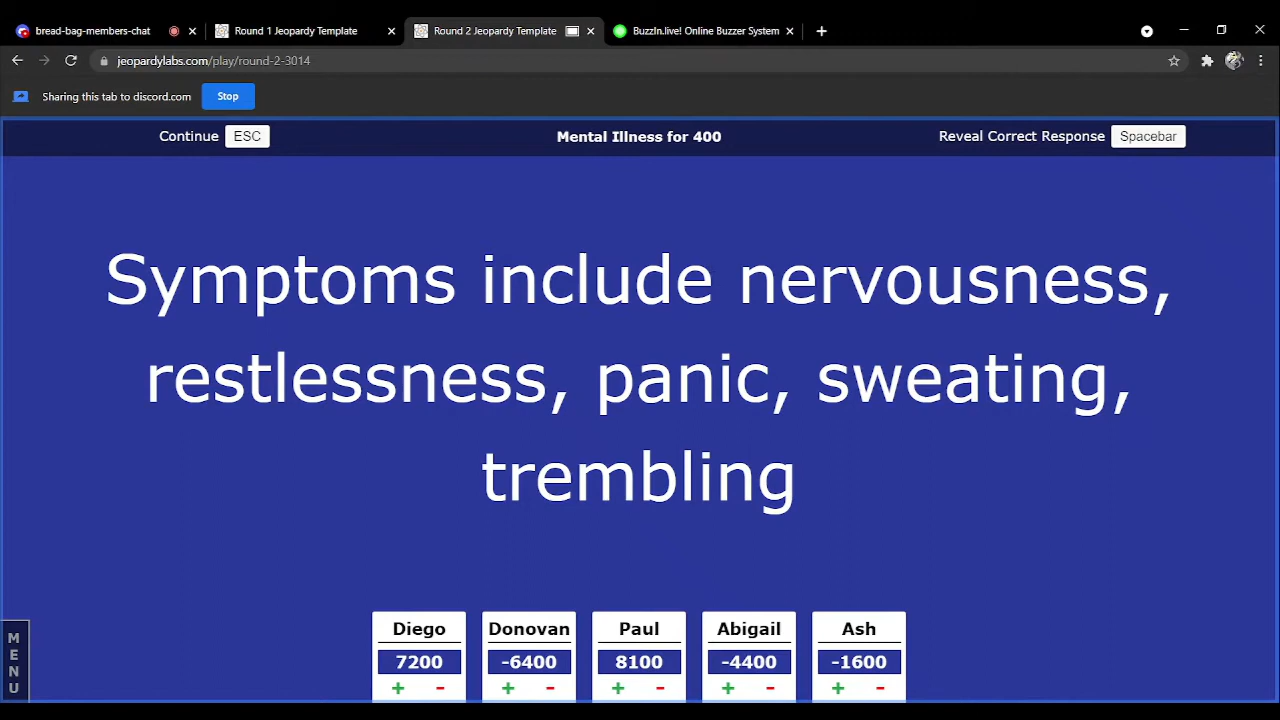 bread-bag-members-chat Round 1 Jeopardy Template Round 2 Jeopardy Template BuzzIn.live! Online Buzzer System
jeopardylabs.com/play/round-2-3014
Sharing this tab to discord.com Stop
Continue ESC Mental Illness for 400 Reveal Correct Response Spacebar
Symptoms include nervousness,
restlessness, panic, sweating,
trembling
Diego Donovan Paul Abigail Ash
7200 -6400 8100 -4400 -1600
+ - + - + - + - + -
MENU